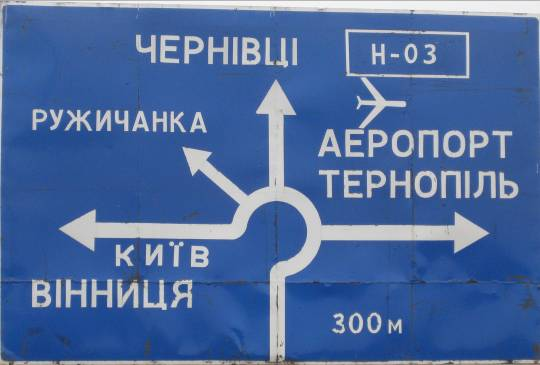 ЧЕРНІВЦІ
Н-03
РУЖИЧАНКА
АЕРОПОРТ
ТЕРНОПІЛЬ
КИЇВ
ВІННИЦЯ
300м